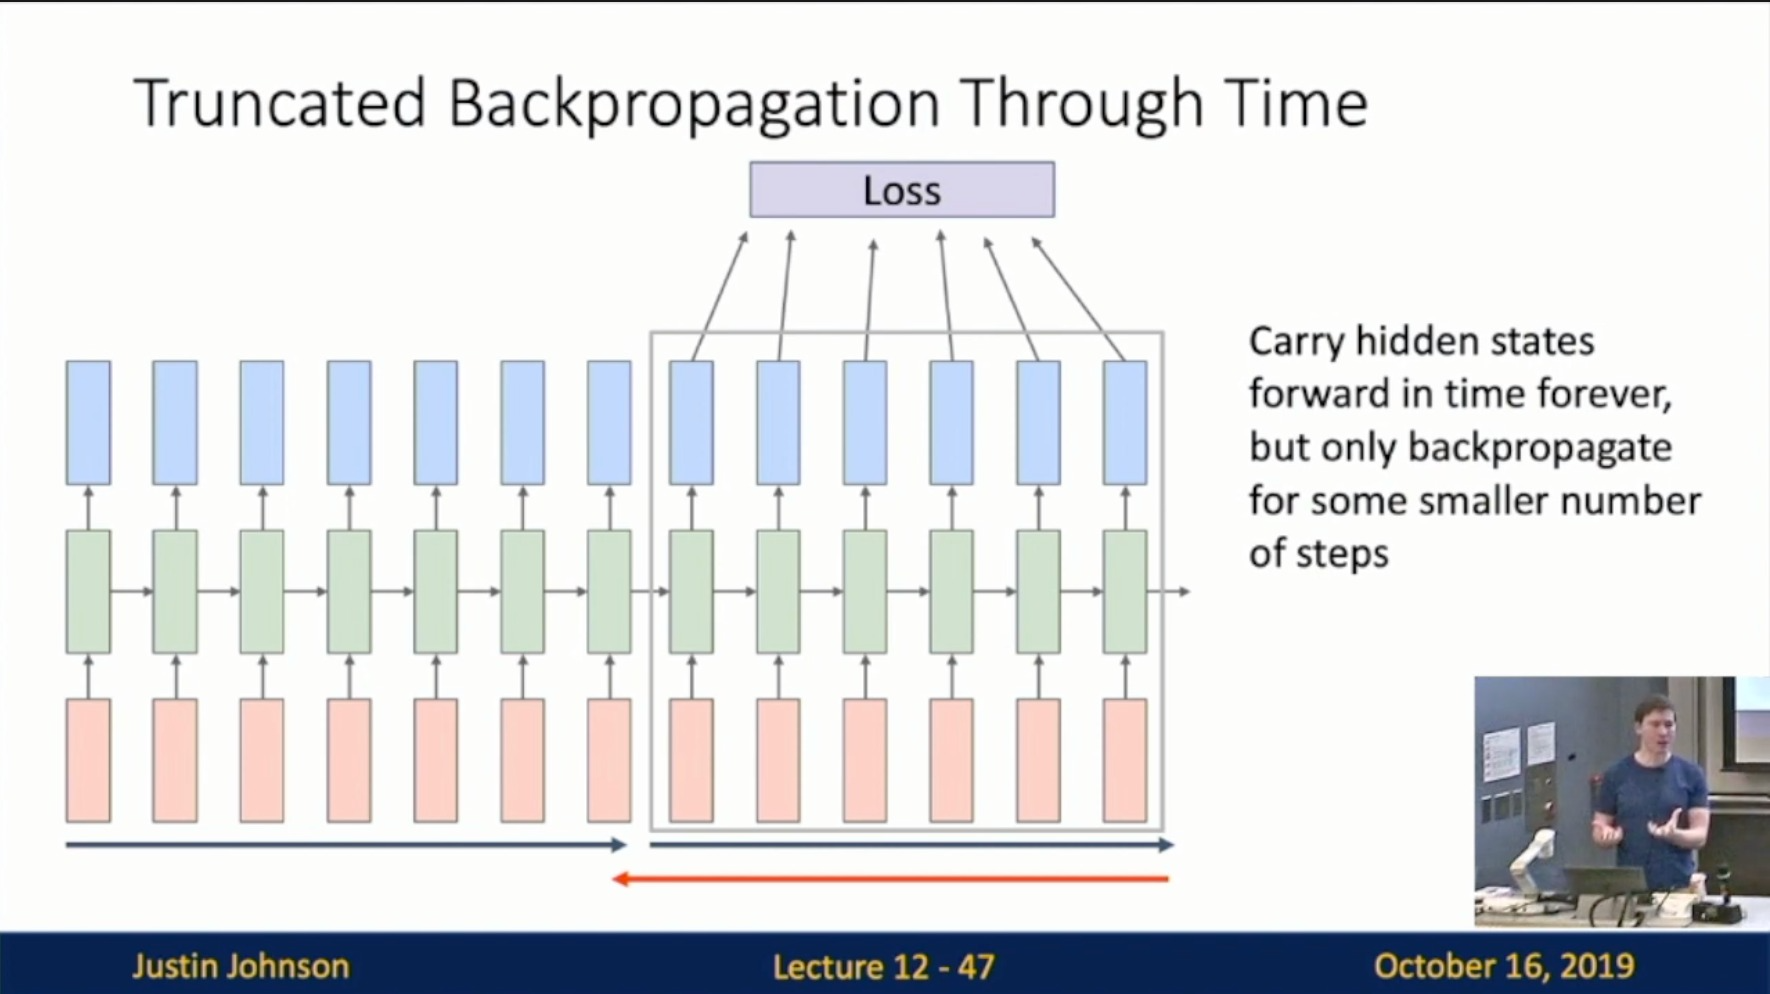 Truncated Backpropagation Through Time
Loss
Carry hidden states
forward in time forever,
but only backpropagate
for some smaller number
of steps
Justin Johnson
Lecture 12 - 47
October 16, 2019